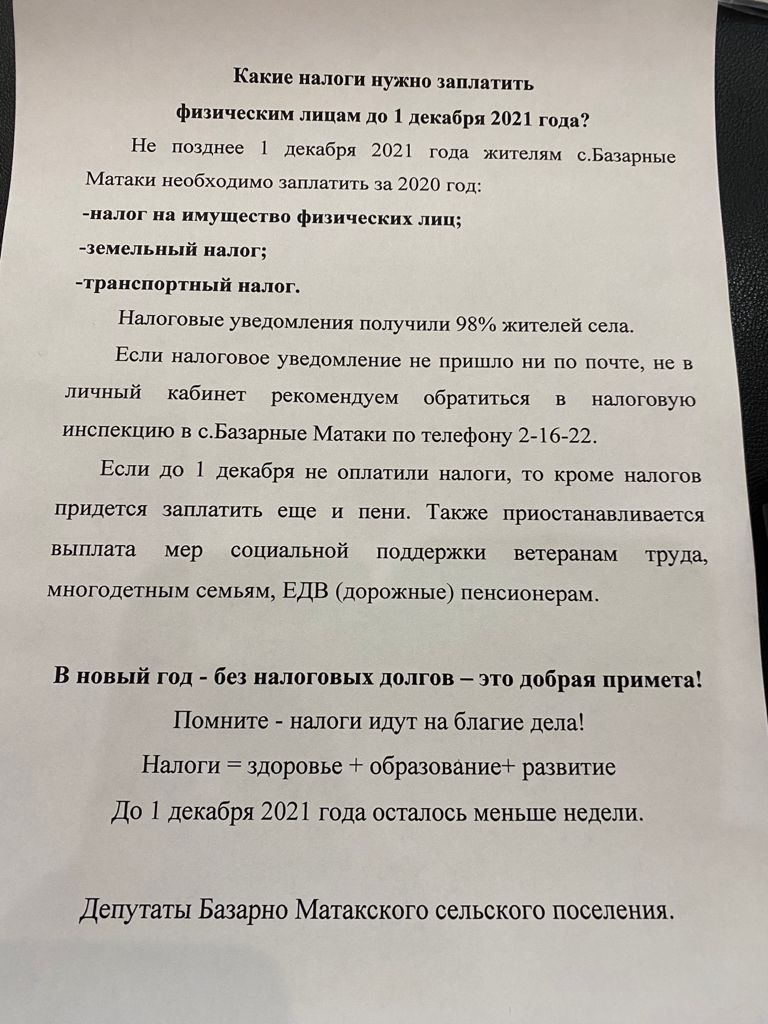 Какие налоги нужно заплатить
физическим лицам до 1 декабря 2021 года?
Не позднее 1 декабря 2021 года жителям с.Базарные
Матаки необходимо заплатить за 2020 год:
-налог на имущество физических лиц;
-земельный налог;
-транспортный налог.
Налоговые уведомления получили 98% жителей села.
Если налоговое уведомление не пришло ни по почте, не в
личный кабинет рекомендуем обратиться в налоговую
инспекцию в с.Базарные Матаки по телефону 2-16-22.
Если до 1 декабря не оплатили налоги, то кроме налогов
придется заплатить еще и пени. Также приостанавливается
выплата мер социальной поддержки ветеранам труда,
многодетным семьям, ЕДВ (дорожные) пенсионерам.
В новый год - без налоговых долгов – это добрая примета!
Помните - налоги идут на благие дела!
Налоги = здоровье + образование+ развитие
До 1 декабря 2021 года осталось меньше недели.
Депутаты Базарно Матакского сельского поселения.